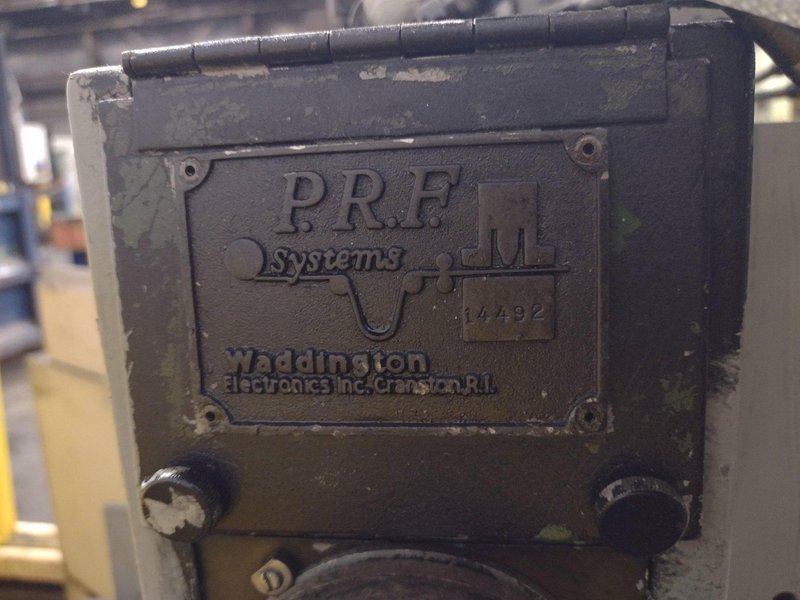 P.R.F.
systems
14492
Waddington
Electronics Inc. Cranston, R.I.
D